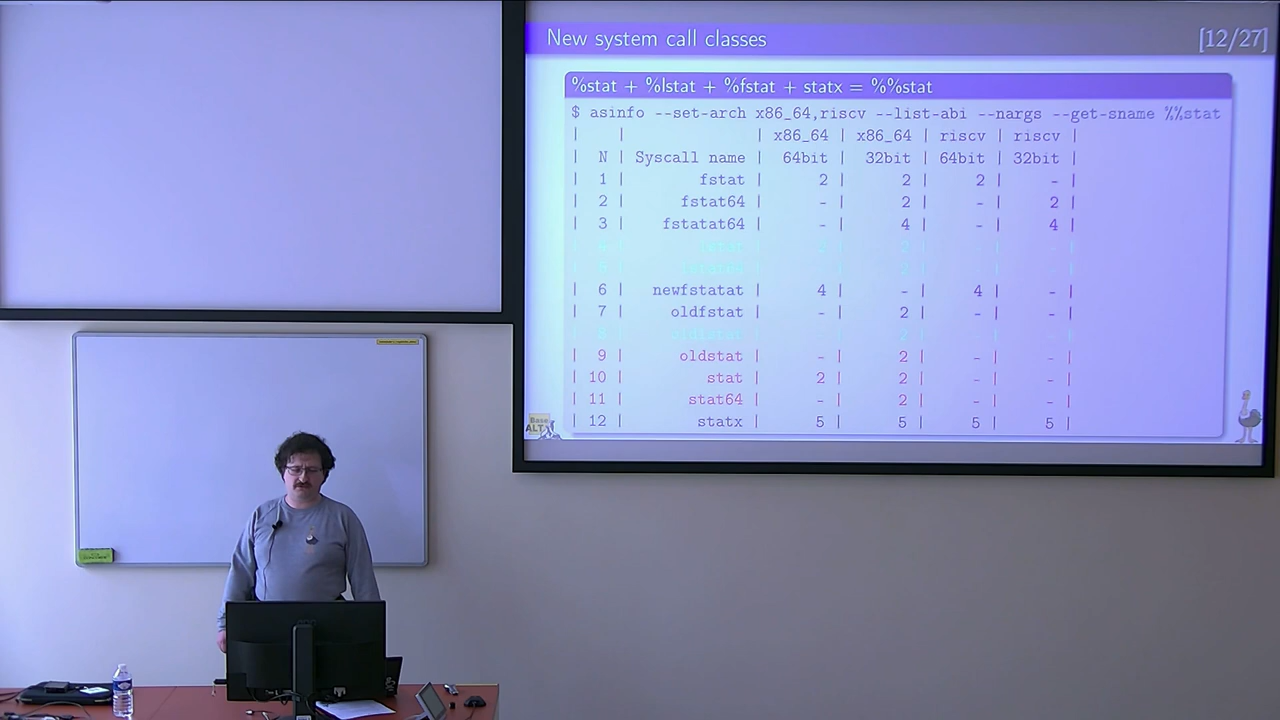 New system call classes [12/27]
%stat + %lstat + %fstat + statx = %%stat
$ asinfo --set-arch x86_64,riscv --list-abi --nargs --get-sname %%stat
| | | x86_64 | x86_64 | riscv | riscv |
| N | Syscall name | 64bit | 32bit | 64bit | 32bit |
| 1 | fstat | 2 | 2 | 2 | - |
| 2 | fstat64 | - | 2 | - | 2 |
| 3 | fstatat64 | - | 4 | - | 4 |
| 6 | newfstatat | 4 | - | 4 | - |
| 7 | oldfstat | - | 2 | - | - |
| 9 | oldstat | - | 2 | - | - |
| 10 | stat | 2 | 2 | - | - |
| 11 | stat64 | - | 2 | - | - |
| 12 | statx | 5 | 5 | 5 | 5 |
Base
ALT